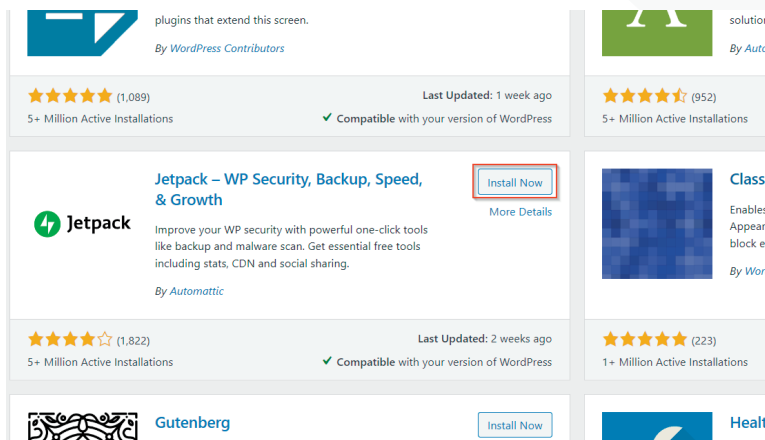 plugins that extend this screen.
By WordPress Contributors
(1,089)
Last Updated: 1 week ago
5+ Million Active Installations
Compatible with your version of WordPress
By
(952)
5+ Million Active Installations
Jetpack – WP Security, Backup, Speed,
& Growth
Install Now
More Details
Jetpack
Improve your WP security with powerful one-click tools
like backup and malware scan. Get essential free tools
including stats, CDN and social sharing.
By Automattic
(1,822)
Last Updated: 2 weeks ago
5+ Million Active Installations
Compatible with your version of WordPress
Enables
block
By
(223)
1+ Million Active Installations
Gutenberg
Install Now